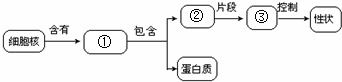 细胞核 含有 ① 包含 ② 片段 ③ 控制 性状
蛋白质